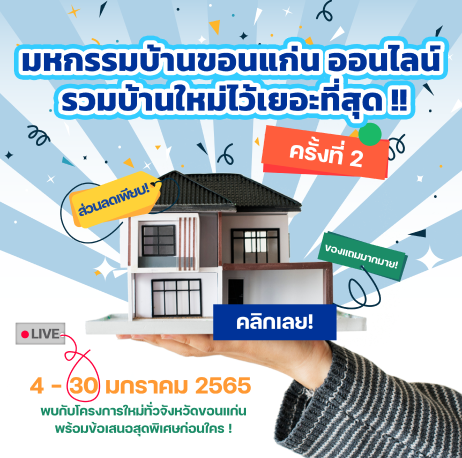 มหกรรมบ้านขอนแก่น ออนไลน์
รวมบ้านใหม่ไว้เยอะที่สุด !!
ครั้งที่ 2
ส่วนลดเพียบ!
ของแถมมากมาย!
คลิกเลย!
LIVE
4 - 30 มกราคม 2565
พบกับโครงการใหม่ทั่วจังหวัดขอนแก่น
พร้อมข้อเสนอสุดพิเศษก่อนใคร !